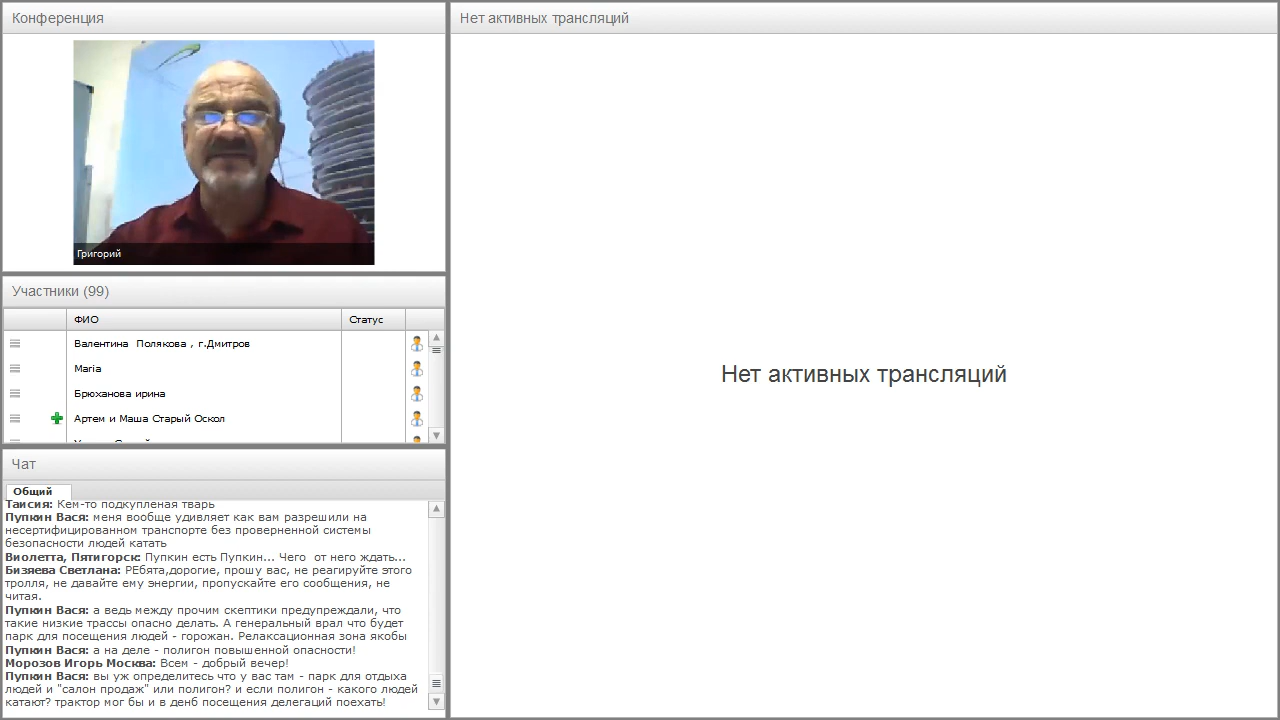 Конференция
Нет активных трансляций
Григорий
Участники (99)
ФИО
Статус
Валентина Полякова , г.Дмитров
Maria
Брюханова ирина
Артем и Маша Старый Оскол
Нет активных трансляций
Чат
Общий
Таисия: Кем-то подкупленая тварь
Пупкин Вася: меня вообще удивляет как вам разрешили на
несертифицированном транспорте без проверненной системы
безопасности людей катать
Виолетта, Пятигорск: Пупкин есть Пупкин... Чего от него ждать...
Бизяева Светлана: РЕбята,дорогие, прошу вас, не реагируйте этого
тролля, не давайте ему энергии, пропускайте его сообщения, не
читая.
Пупкин Вася: а ведь между прочим скептики предупреждали, что
такие низкие трассы опасно делать. А генеральный врал что будет
парк для посещения людей - горожан. Релаксационная зона якобы
Пупкин Вася: а на деле - полигон повышенной опасности!
Морозов Игорь Москва: Всем - добрый вечер!
Пупкин Вася: вы уж определитесь что у вас там - парк для отдыха
людей и "салон продаж" или полигон? и если полигон - какого людей
катают? трактор мог бы и в генб посещения делегаций поехать!